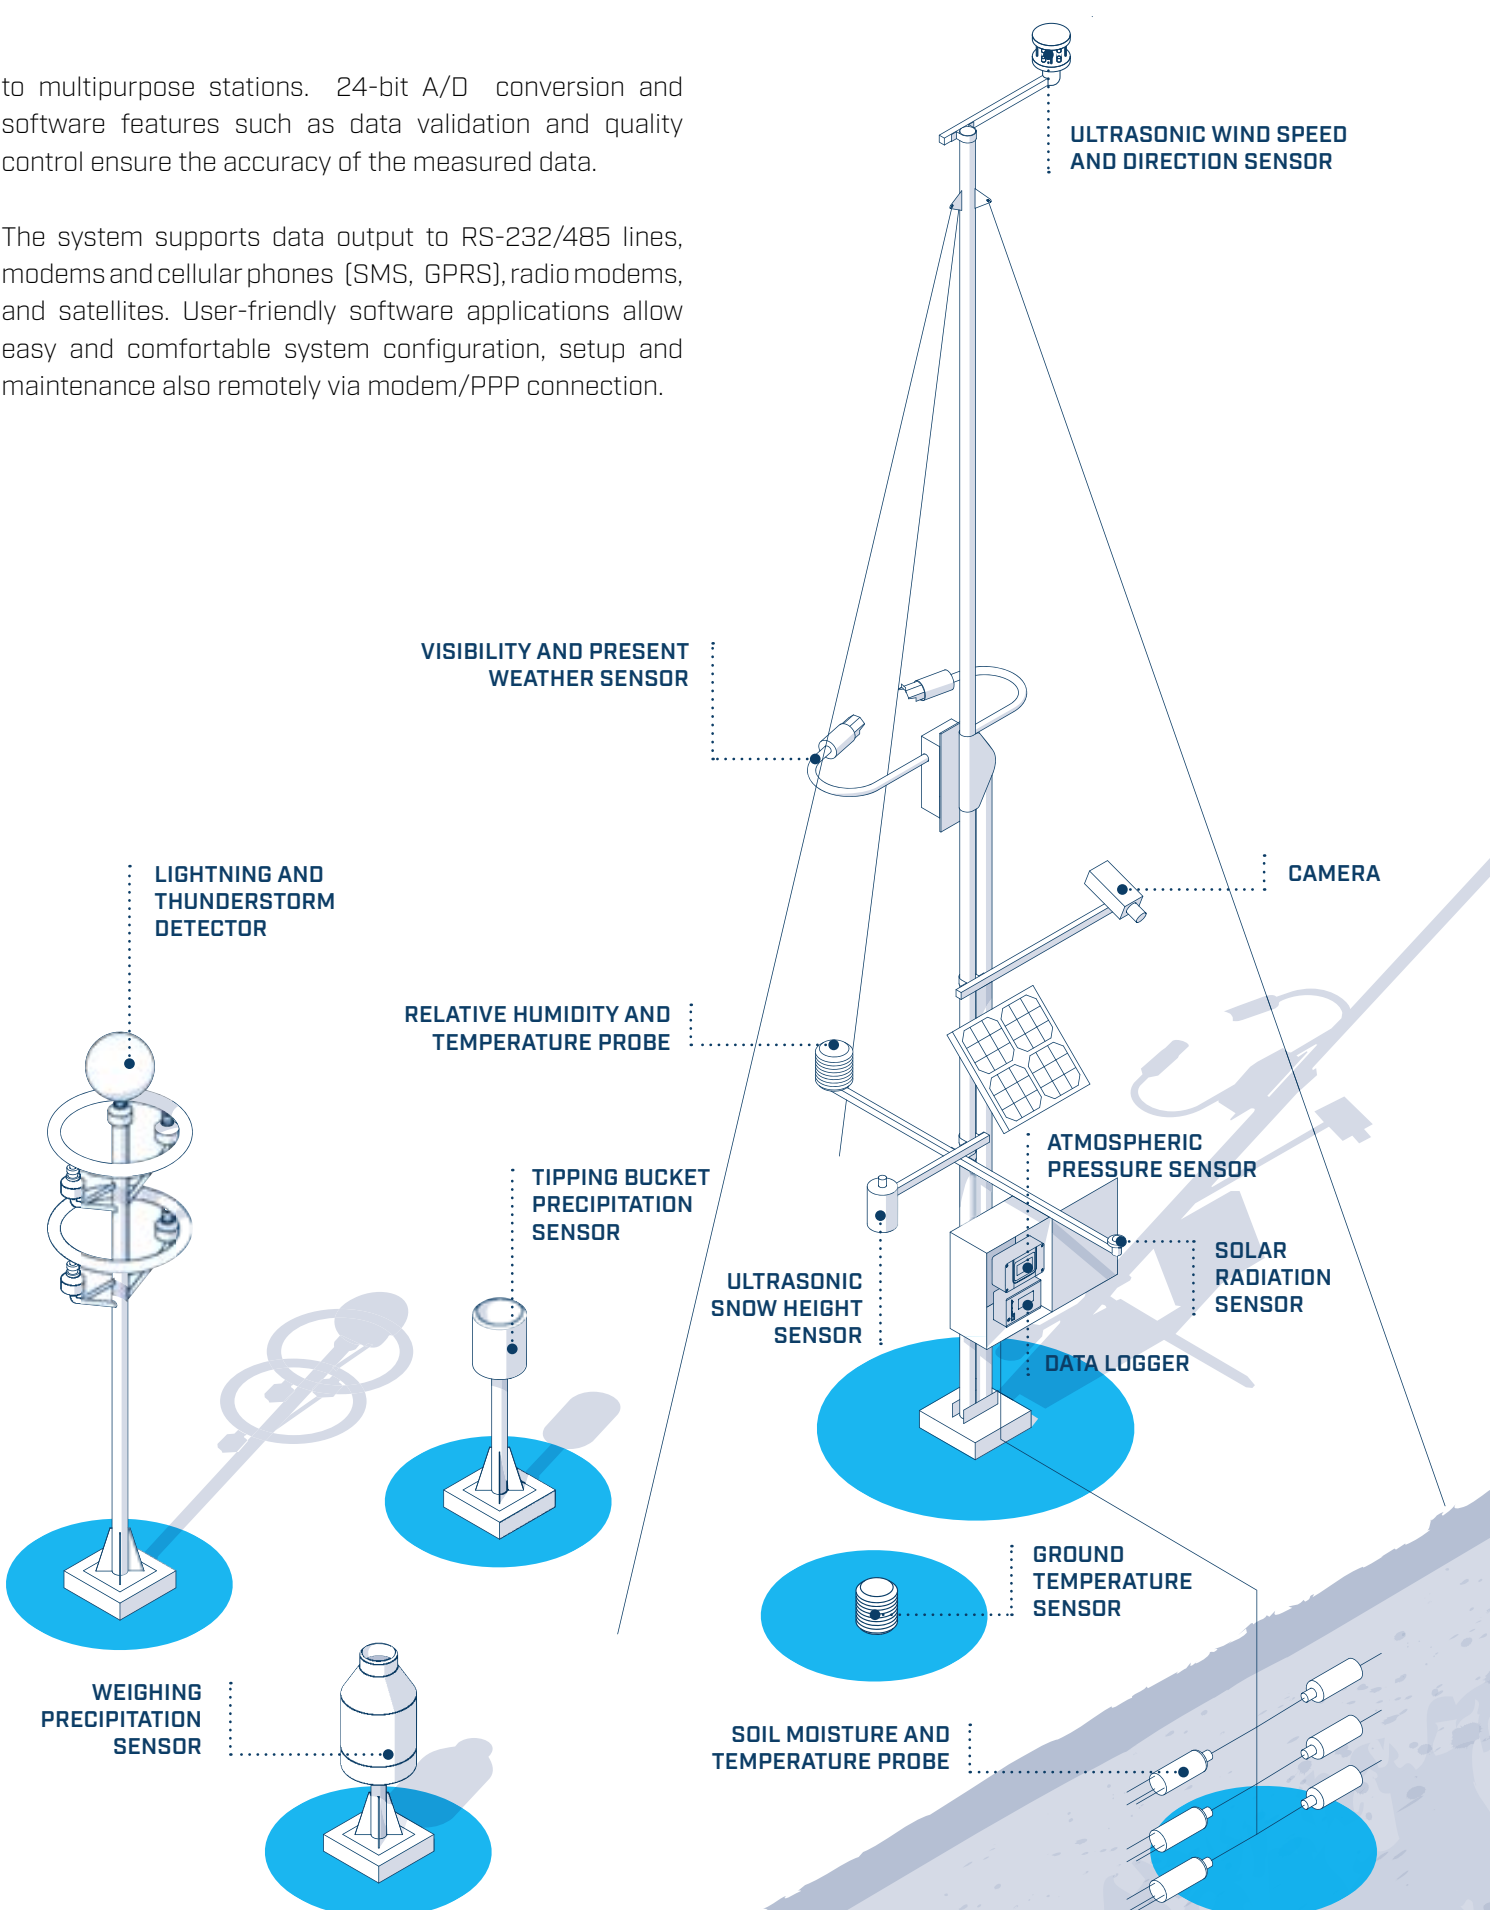 to multipurpose stations. 24-bit A/D conversion and
software features such as data validation and quality
control ensure the accuracy of the measured data.
The system supports data output to RS-232/485 lines,
modems and cellular phones (SMS, GPRS), radio modems,
and satellites. User-friendly software applications allow
easy and comfortable system configuration, setup and
maintenance also remotely via modem/PPP connection.
ULTRASONIC WIND SPEED
AND DIRECTION SENSOR
VISIBILITY AND PRESENT
WEATHER SENSOR
LIGHTNING AND
THUNDERSTORM
DETECTOR
CAMERA
RELATIVE HUMIDITY AND
TEMPERATURE PROBE
ATMOSPHERIC
PRESSURE SENSOR
TIPPING BUCKET
PRECIPITATION
SENSOR
SOLAR
RADIATION
SENSOR
ULTRASONIC
SNOW HEIGHT
SENSOR
DATA LOGGER
GROUND
TEMPERATURE
SENSOR
WEIGHING
PRECIPITATION
SENSOR
SOIL MOISTURE AND
TEMPERATURE PROBE